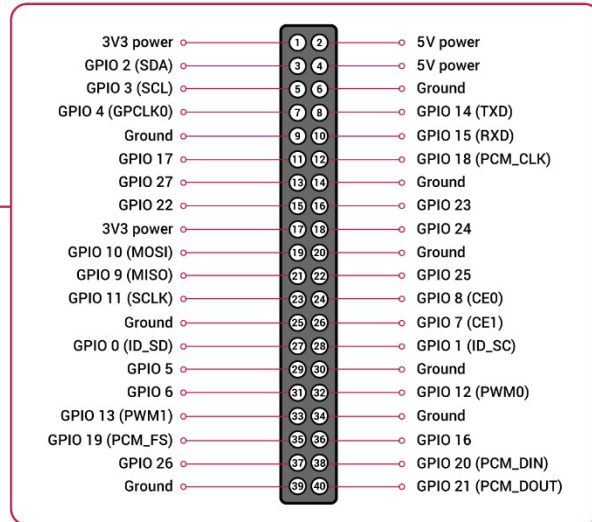 3V3 power 1 2 5V power
GPIO 2 (SDA) 3 4 5V power
GPIO 3 (SCL) 5 6 Ground
GPIO 4 (GPCLK0) 7 8 GPIO 14 (TXD)
Ground 9 10 GPIO 15 (RXD)
GPIO 17 11 12 GPIO 18 (PCM_CLK)
GPIO 27 13 14 Ground
GPIO 22 15 16 GPIO 23
3V3 power 17 18 GPIO 24
GPIO 10 (MOSI) 19 20 Ground
GPIO 9 (MISO) 21 22 GPIO 25
GPIO 11 (SCLK) 23 24 GPIO 8 (CE0)
Ground 25 26 GPIO 7 (CE1)
GPIO 0 (ID_SD) 27 28 GPIO 1 (ID_SC)
GPIO 5 29 30 Ground
GPIO 6 31 32 GPIO 12 (PWM0)
GPIO 13 (PWM1) 33 34 Ground
GPIO 19 (PCM_FS) 35 36 GPIO 16
GPIO 26 37 38 GPIO 20 (PCM_DIN)
Ground 39 40 GPIO 21 (PCM_DOUT)